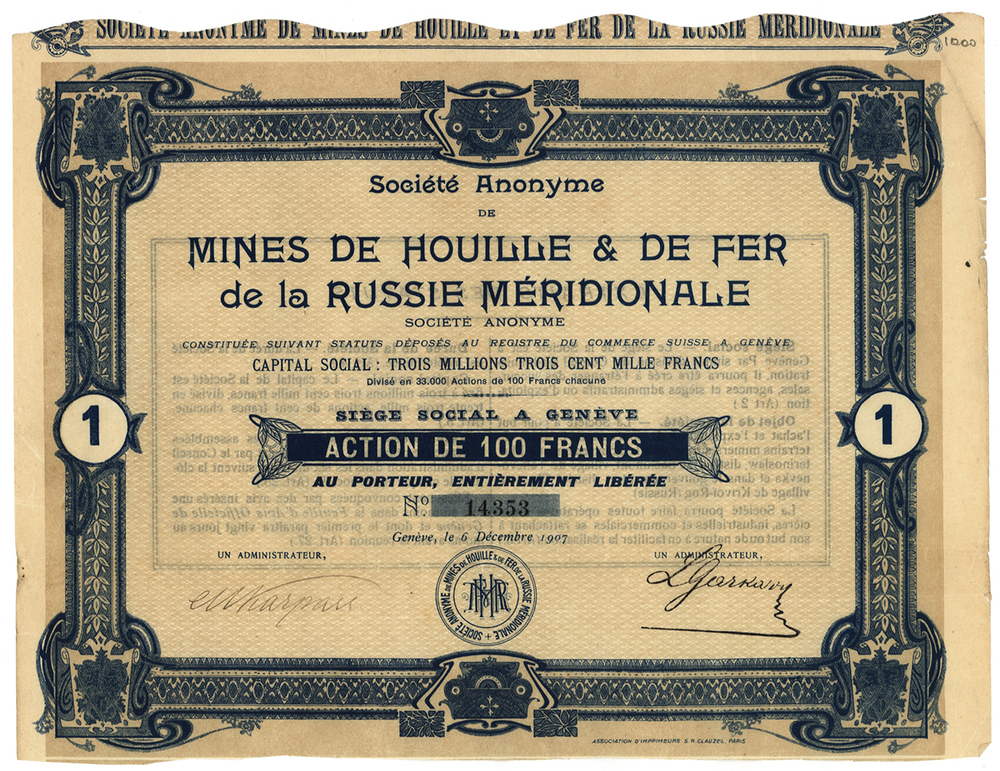 SOCIÉTÉ ANONYME DE MINES DE HOUILLE ET DE FER DE LA RUSSIE MÉRIDIONALE
1000
Société Anonyme
DE
MINES DE HOUILLE & DE FER
de la RUSSIE MÉRIDIONALE
SOCIÉTÉ ANONYME
CONSTITUÉE SUIVANT STATUTS DÉPOSÉS AU REGISTRE DU COMMERCE SUISSE A GENÈVE
CAPITAL SOCIAL : TROIS MILLIONS TROIS CENT MILLE FRANCS
Divisé en 33.000 Actions de 100 Francs chacune
SIÈGE SOCIAL A GENÈVE
1
ACTION DE 100 FRANCS
1
AU PORTEUR, ENTIÈREMENT LIBÉRÉE
No 14353
Genève, le 6 Décembre 1907
UN ADMINISTRATEUR,
UN ADMINISTRATEUR,
SOCIÉTÉ ANONYME DE MINES DE HOUILLE & DE FER DE LA RUSSIE MÉRIDIONALE +
ASSOCIATION D'IMPRIMEURS S. R. CLAUZEL, PARIS